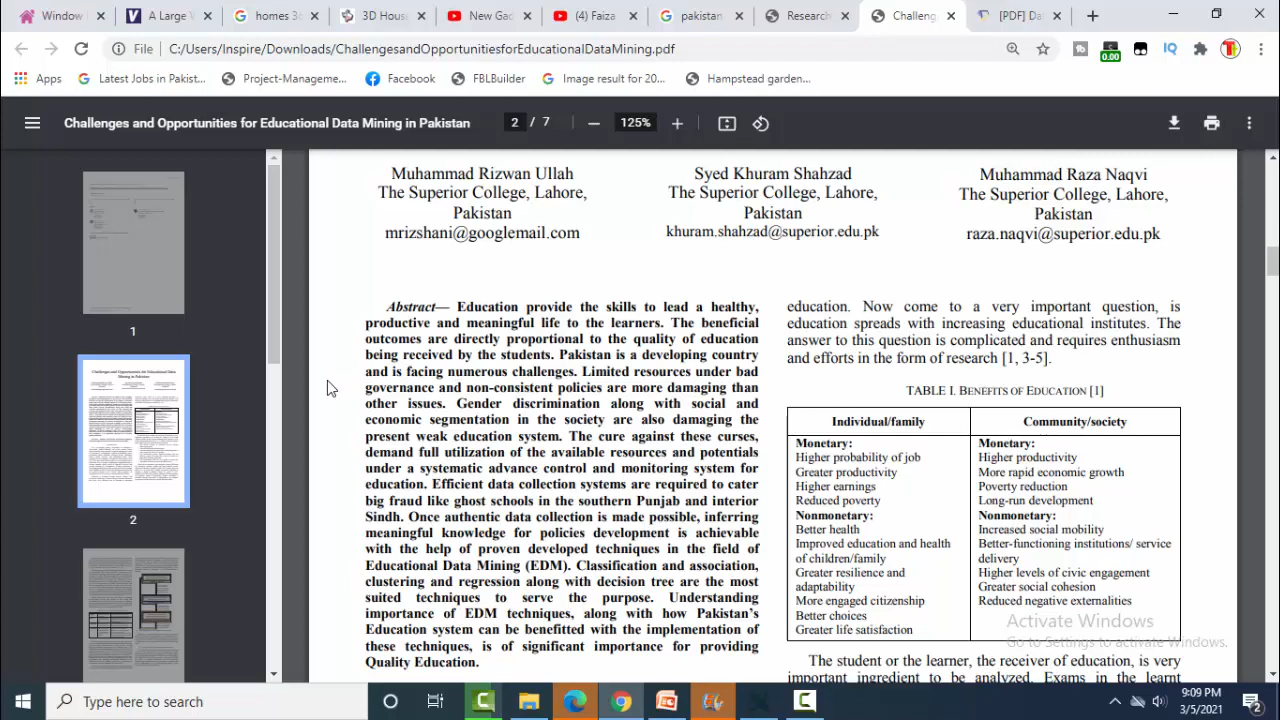 Window
A Larges
homes 3
3D Hous
New Gad
(4) Faiza
pakistan
Research
Challeng
[PDF] Da
File
C:/Users/Inspire/Downloads/ChallengesandOpportunitiesforEducationalDataMining.pdf
0.00
IQ
Apps
Latest Jobs in Pakist...
Project-Manageme...
Facebook
FBLBuilder
Image result for 20...
Hampstead garden...
Challenges and Opportunities for Educational Data Mining in Pakistan
2 / 7
125%
1
2
Muhammad Rizwan Ullah
The Superior College, Lahore,
Pakistan
mrizshani@googlemail.com
Syed Khuram Shahzad
The Superior College, Lahore,
Pakistan
khuram.shahzad@superior.edu.pk
Muhammad Raza Naqvi
The Superior College, Lahore,
Pakistan
raza.naqvi@superior.edu.pk
Abstract— Education provide the skills to lead a healthy,
productive and meaningful life to the learners. The beneficial
outcomes are directly proportional to the quality of education
being received by the students. Pakistan is a developing country
and is facing numerous challenges. Limited resources under bad
governance and non-consistent policies are more damaging than
other issues. Gender discrimination along with social and
economic segmentation in the society are also damaging the
present weak education system. The cure against these curses,
demand full utilization of the available resources and potentials
under a systematic advance control and monitoring system for
education. Efficient data collection systems are required to cater
big fraud like ghost schools in the southern Punjab and interior
Sindh. Once authentic data collection is made possible, inferring
meaningful knowledge for policies development is achievable
with the help of proven developed techniques in the field of
Educational Data Mining (EDM). Classification and association,
clustering and regression along with decision tree are the most
suited techniques to serve the purpose. Understanding
importance of EDM techniques, along with how Pakistan's
Education system can be benefitted with the implementation of
these techniques, is of significant importance for providing
Quality Education.
education. Now come to a very important question, is
education spreads with increasing educational institutes. The
answer to this question is complicated and requires enthusiasm
and efforts in the form of research [1, 3-5].
TABLE I. BENEFITS OF EDUCATION [1]
Individual/family
Community/society
Monetary:
Higher probability of job
Greater productivity
Higher earnings
Reduced poverty
Nonmonetary:
Better health
Improved education and health
of children/family
Greater resilience and
adaptability
More engaged citizenship
Better choices
Greater life satisfaction
Monetary:
Higher productivity
More rapid economic growth
Poverty reduction
Long-run development
Nonmonetary:
Increased social mobility
Better-functioning institutions/ service
delivery
Higher levels of civic engagement
Greater social cohesion
Reduced negative externalities
Activate Windows
Go to Settings to activate Windows.
The student or the learner, the receiver of education, is very
important ingredient to be analyzed. Exams in the learnt
Type here to search
9:09 PM
3/5/2021
2